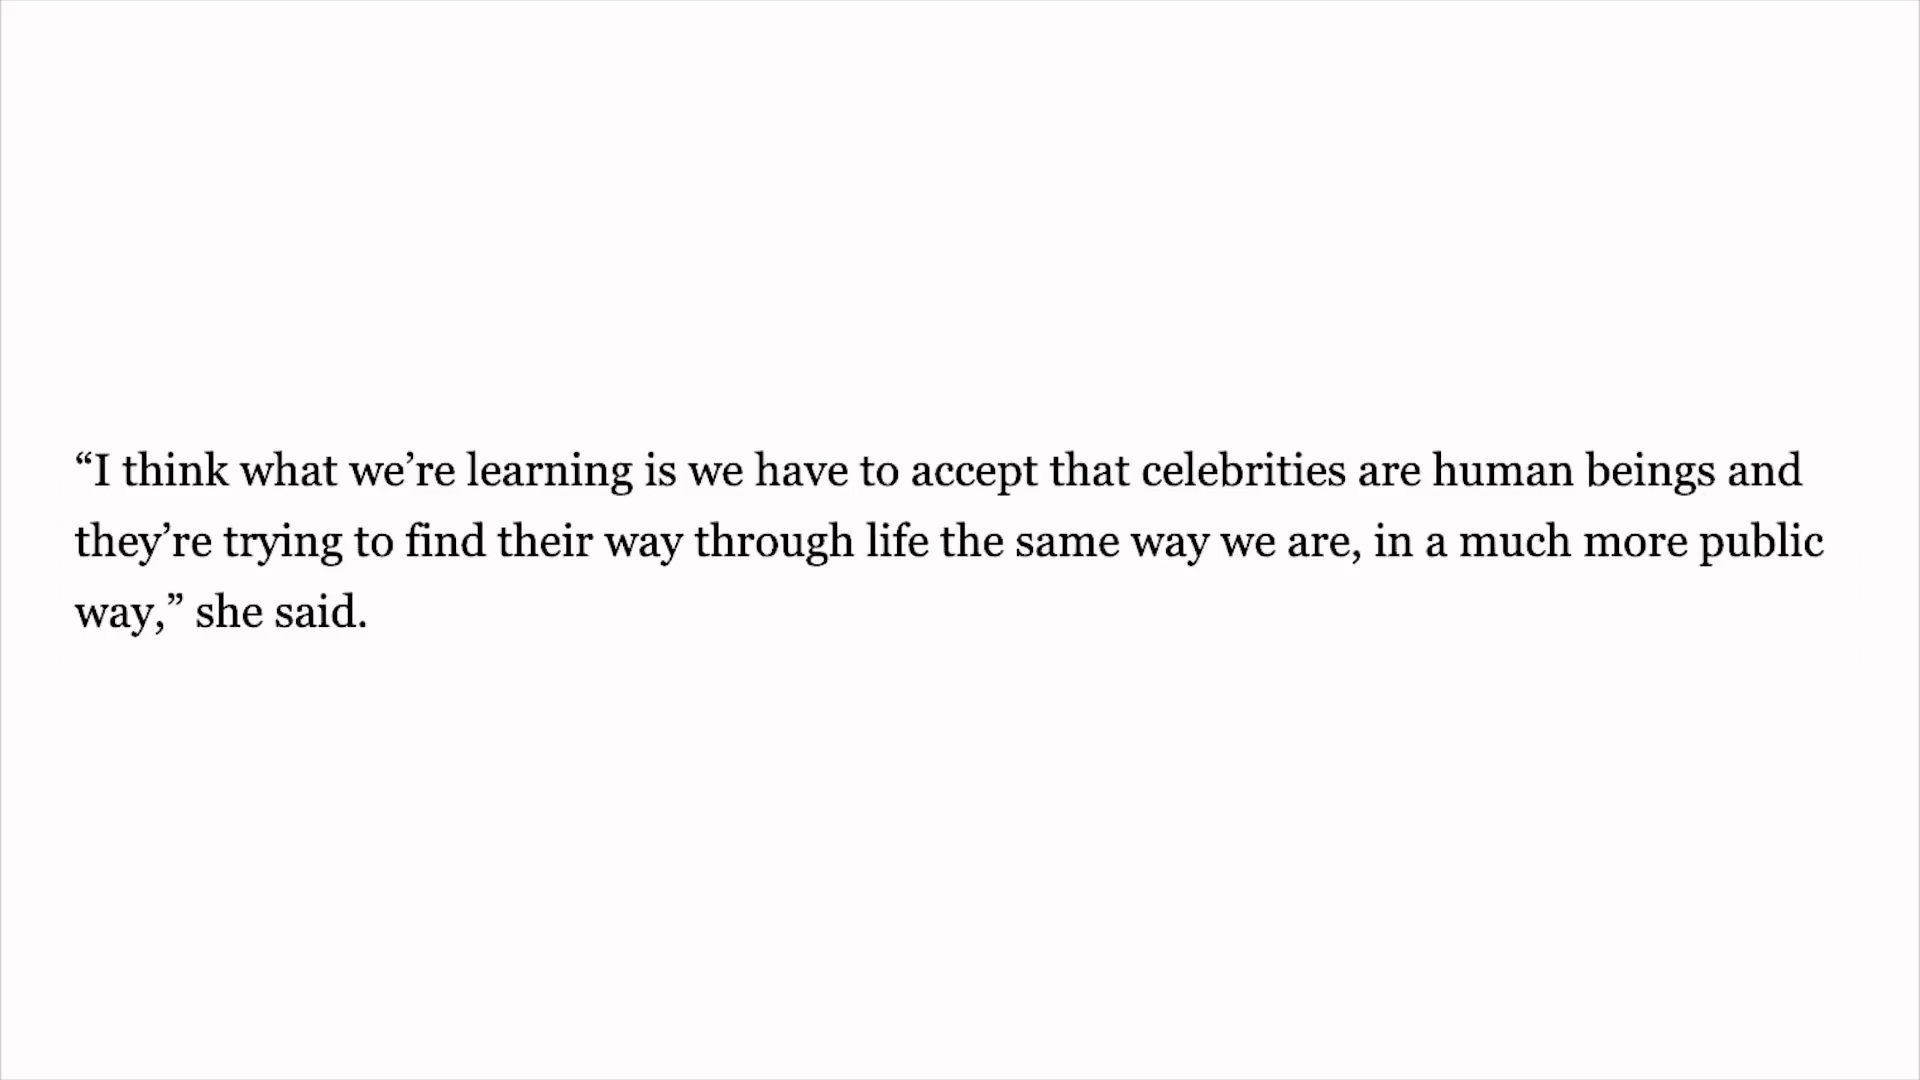 “I think what we’re learning is we have to accept that celebrities are human beings and
they’re trying to find their way through life the same way we are, in a much more public
way,” she said.